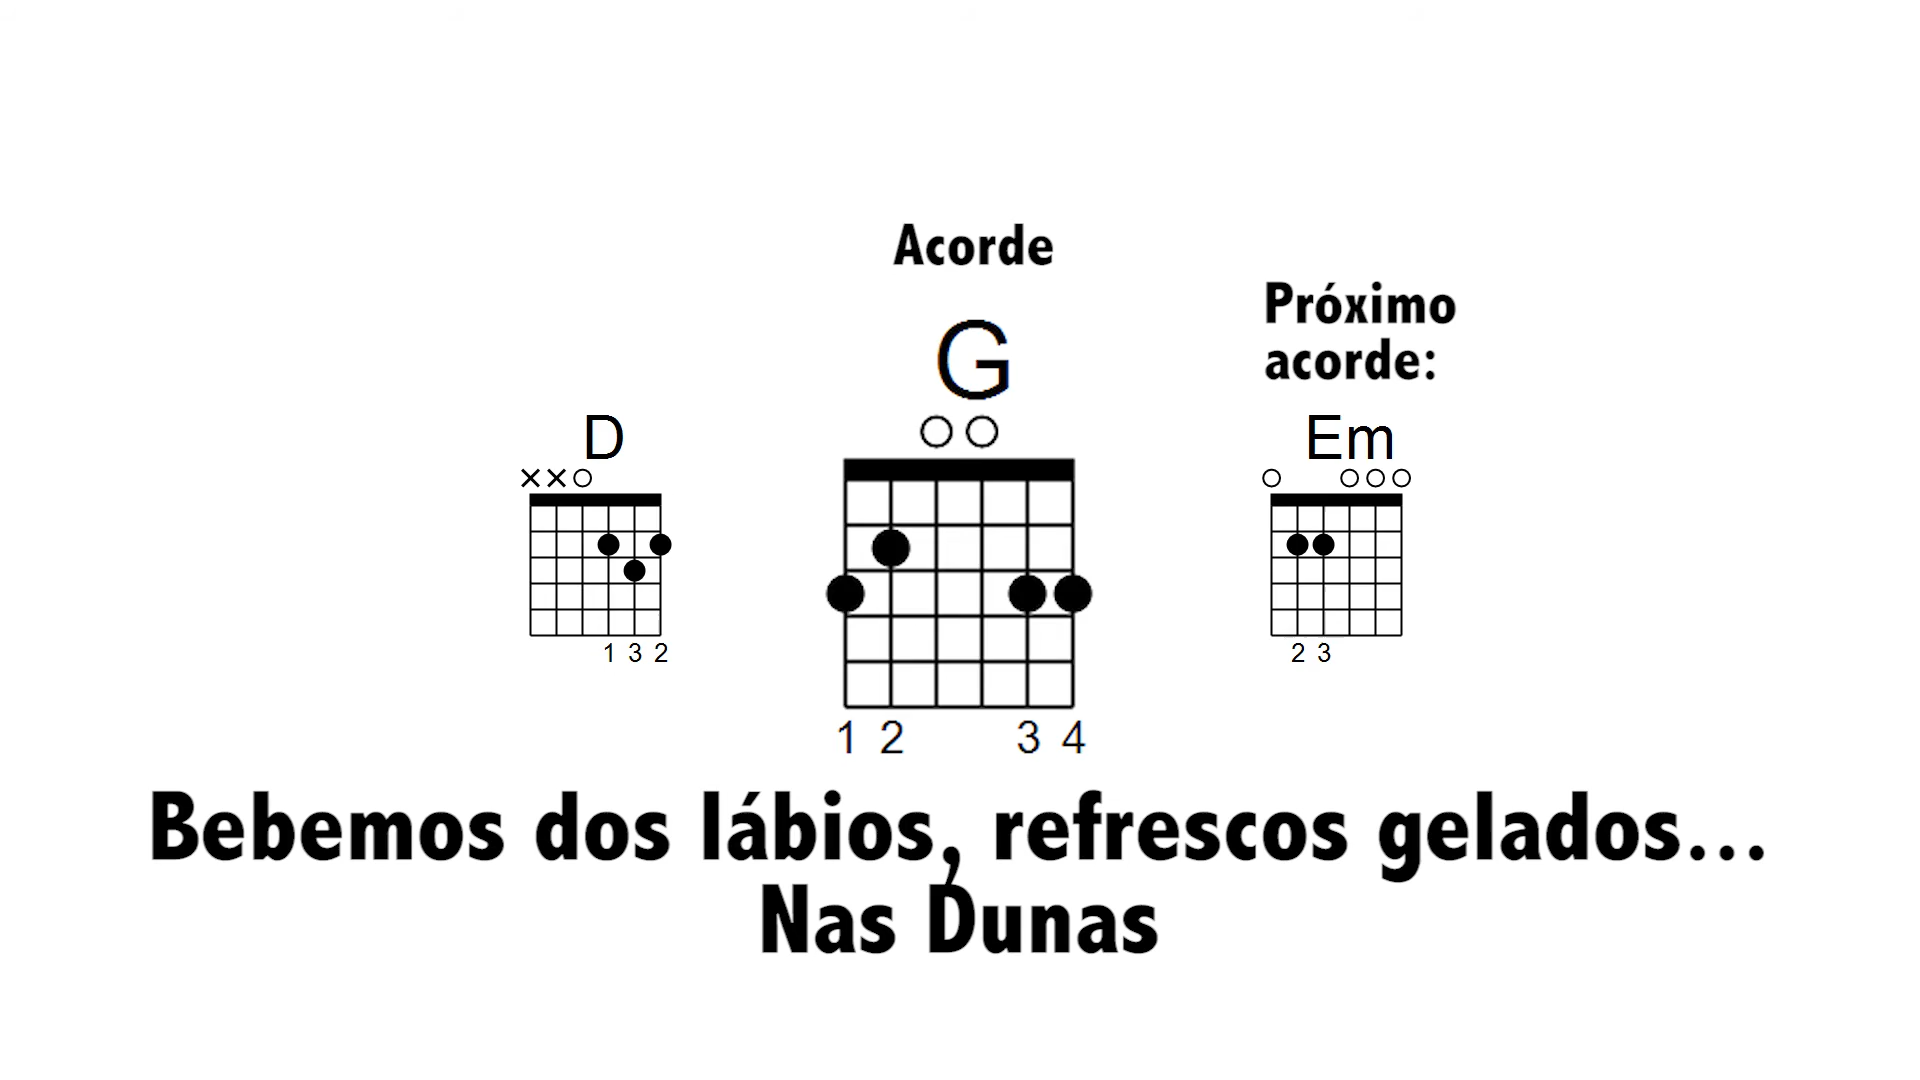 Acorde
G
Próximo
acorde:
D
Em
1 3 2
1 2 3 4
2 3
Bebemos dos lábios, refrescos gelados...
Nas Dunas